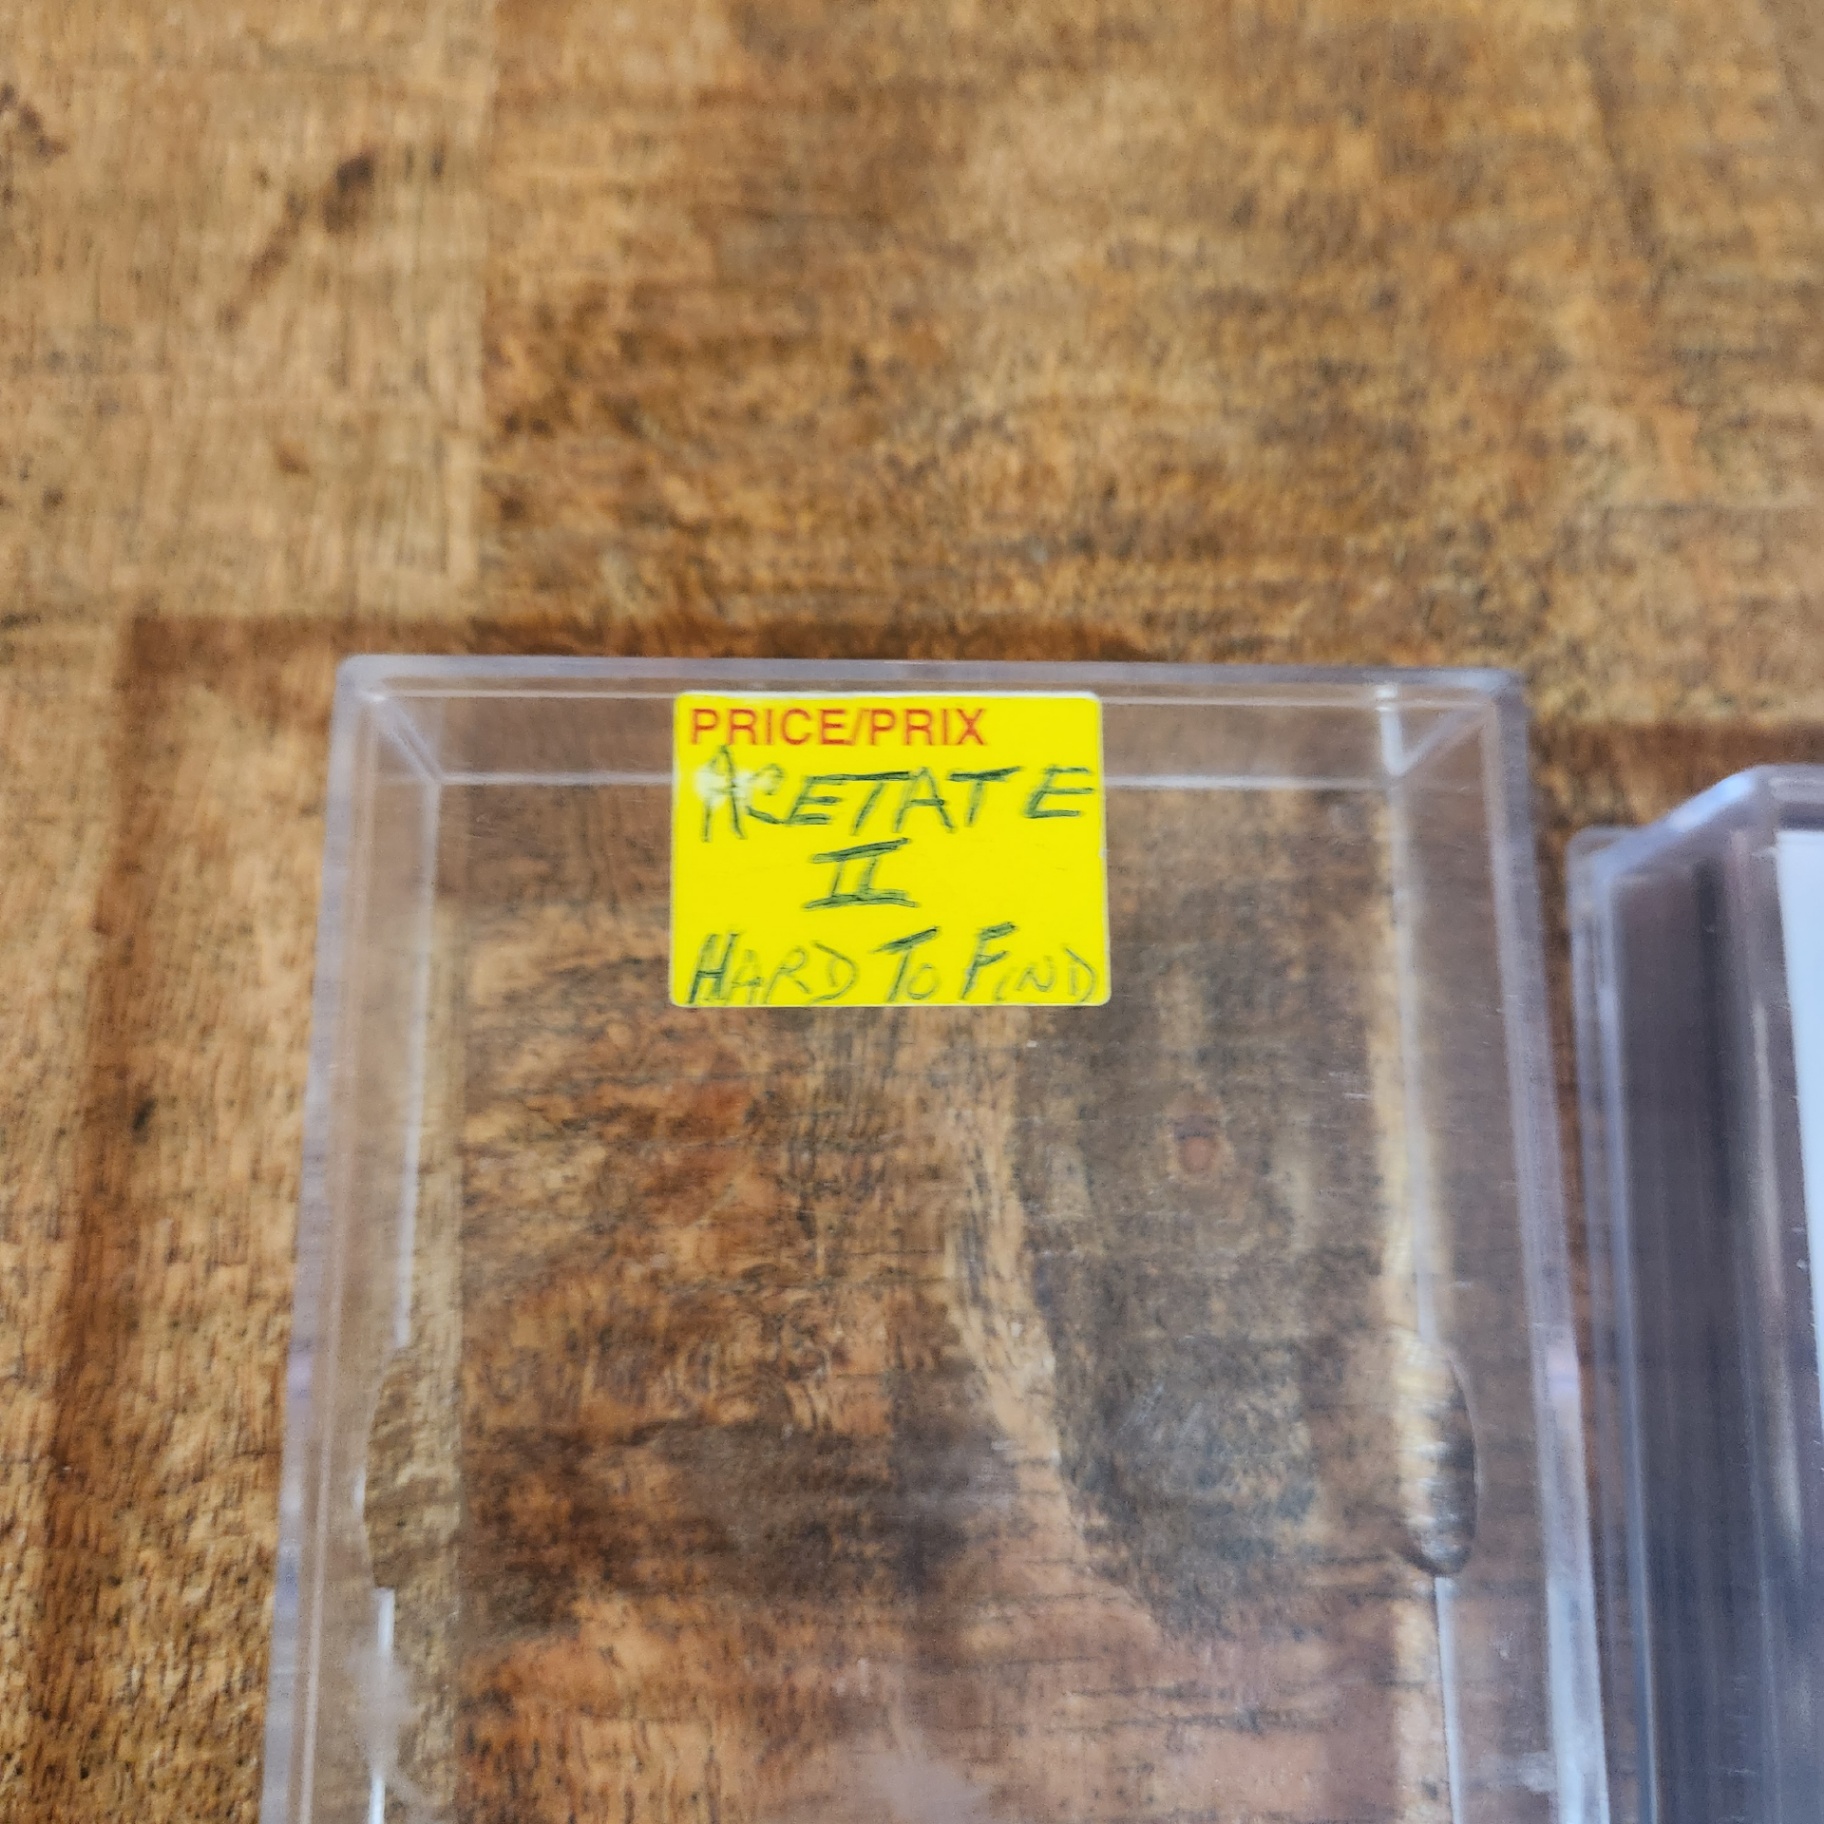 PRICE/PRIX
ACETATE
II
HARD TO FIND